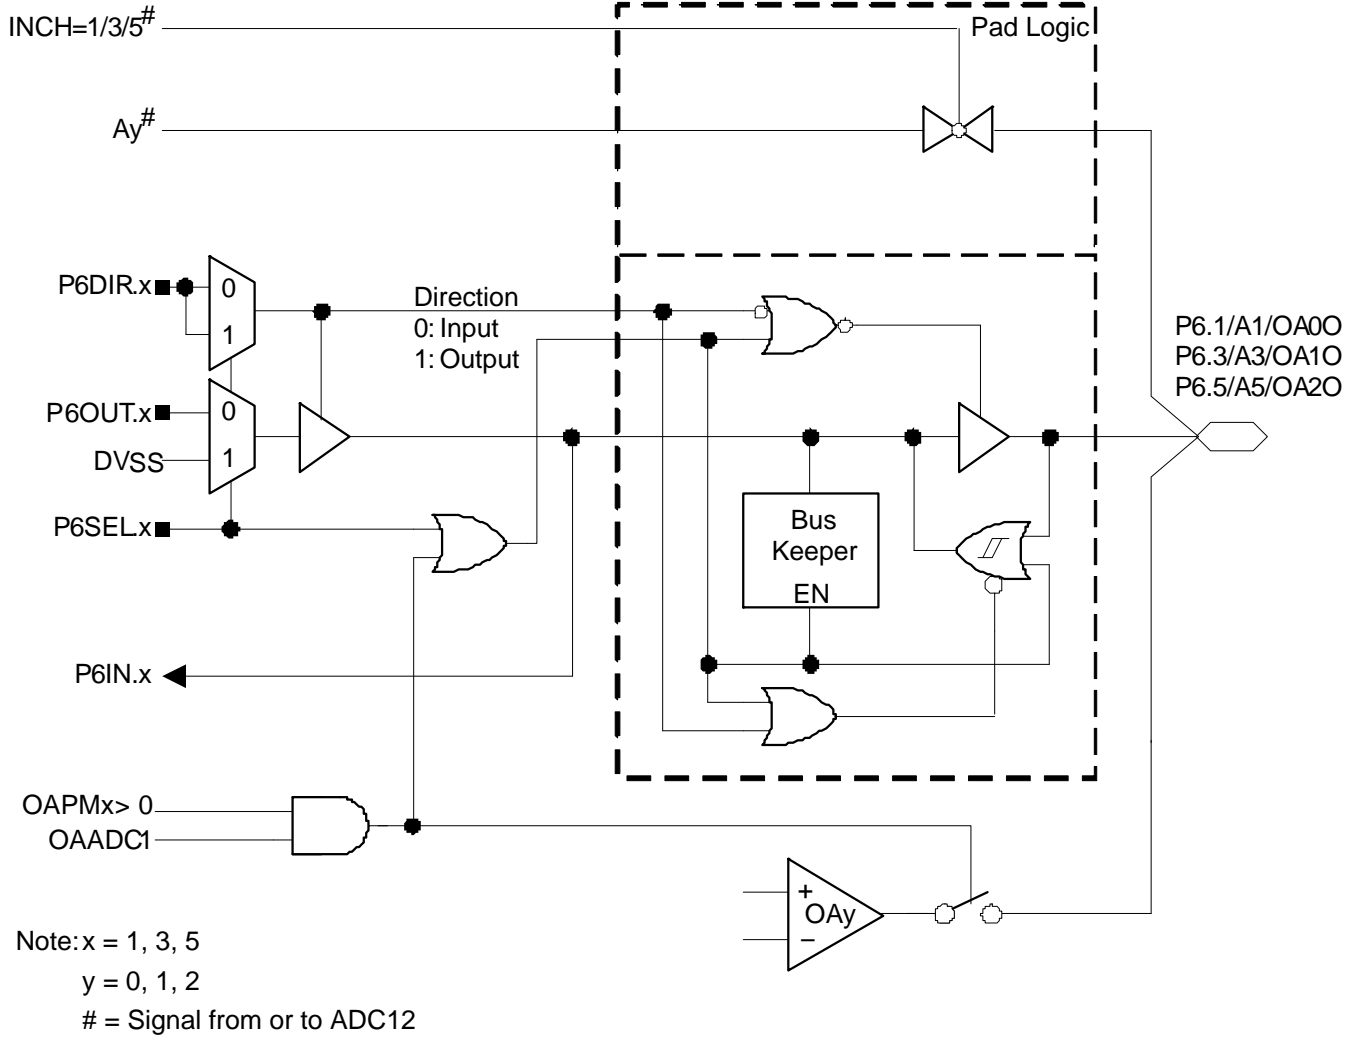 INCH=1/3/5#
Pad Logic
Ay#
P6DIR.x
0
1
Direction
0: Input
1: Output
P6.1/A1/OA0O
P6.3/A3/OA1O
P6.5/A5/OA2O
P6OUT.x
0
DVSS
1
P6SEL.x
Bus
Keeper
EN
P6IN.x
OAPMx> 0
OAADC1
+
OAy
−
Note: x = 1, 3, 5
y = 0, 1, 2
# = Signal from or to ADC12